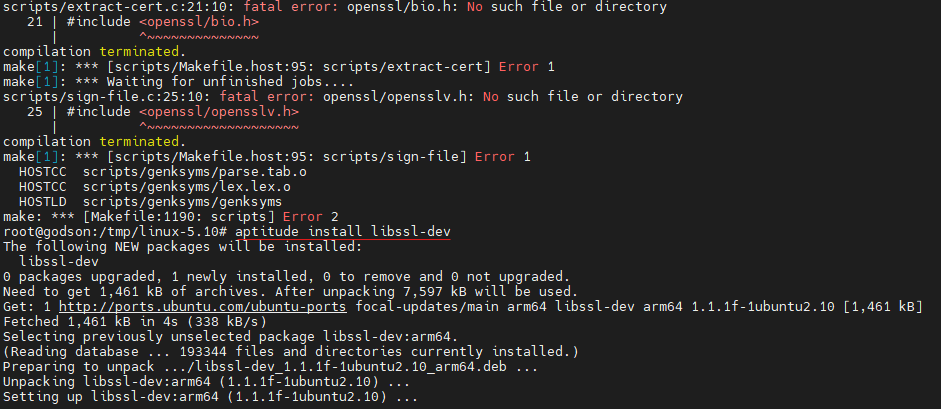 scripts/extract-cert.c:21:10: fatal error: openssl/bio.h: No such file or directory
   21 | #include <openssl/bio.h>
      |          ^~~~~~~~~~~~~~~
compilation terminated.
make[1]: *** [scripts/Makefile.host:95: scripts/extract-cert] Error 1
make[1]: *** Waiting for unfinished jobs....
scripts/sign-file.c:25:10: fatal error: openssl/opensslv.h: No such file or directory
   25 | #include <openssl/opensslv.h>
      |          ^~~~~~~~~~~~~~~~~~~~
compilation terminated.
make[1]: *** [scripts/Makefile.host:95: scripts/sign-file] Error 1
  HOSTCC  scripts/genksyms/parse.tab.o
  HOSTCC  scripts/genksyms/lex.lex.o
  HOSTLD  scripts/genksyms/genksyms
make: *** [Makefile:1190: scripts] Error 2
root@godson:/tmp/linux-5.10# aptitude install libssl-dev
The following NEW packages will be installed:
  libssl-dev
0 packages upgraded, 1 newly installed, 0 to remove and 0 not upgraded.
Need to get 1,461 kB of archives. After unpacking 7,597 kB will be used.
Get: 1 http://ports.ubuntu.com/ubuntu-ports focal-updates/main arm64 libssl-dev arm64 1.1.1f-1ubuntu2.10 [1,461 kB]
Fetched 1,461 kB in 4s (338 kB/s)
Selecting previously unselected package libssl-dev:arm64.
(Reading database ... 193344 files and directories currently installed.)
Preparing to unpack .../libssl-dev_1.1.1f-1ubuntu2.10_arm64.deb ...
Unpacking libssl-dev:arm64 (1.1.1f-1ubuntu2.10) ...
Setting up libssl-dev:arm64 (1.1.1f-1ubuntu2.10) ...